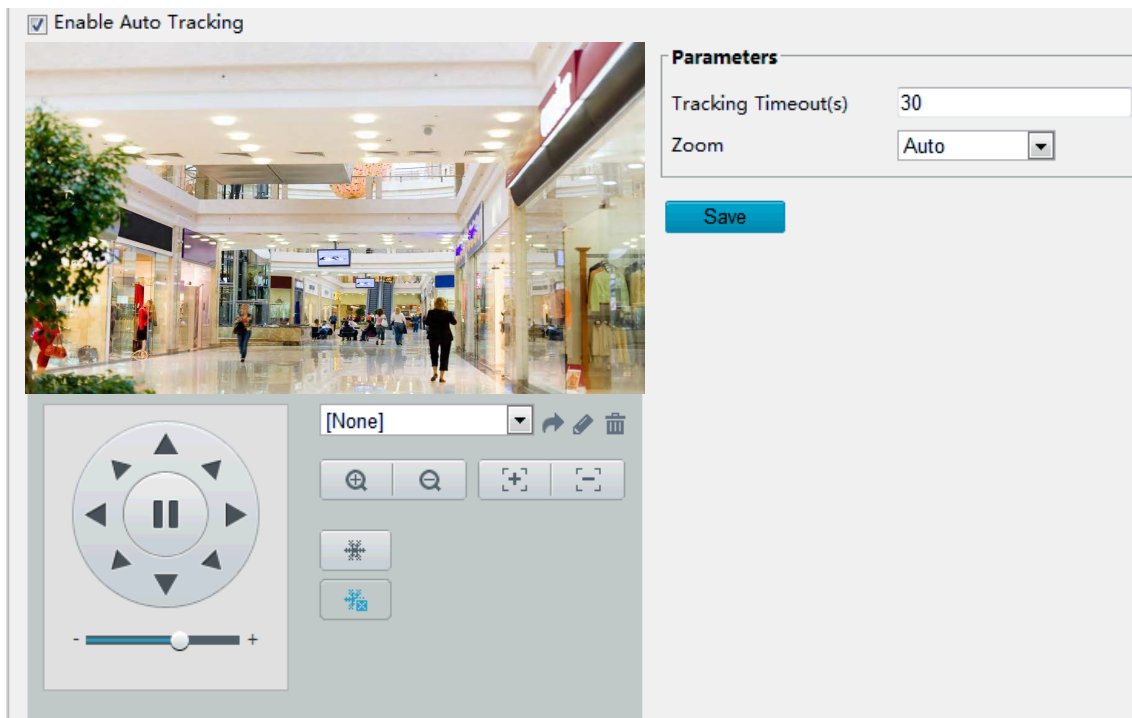 Enable Auto Tracking
Parameters
Tracking Timeout(s) 30
Zoom Auto
Save
[None]
- +